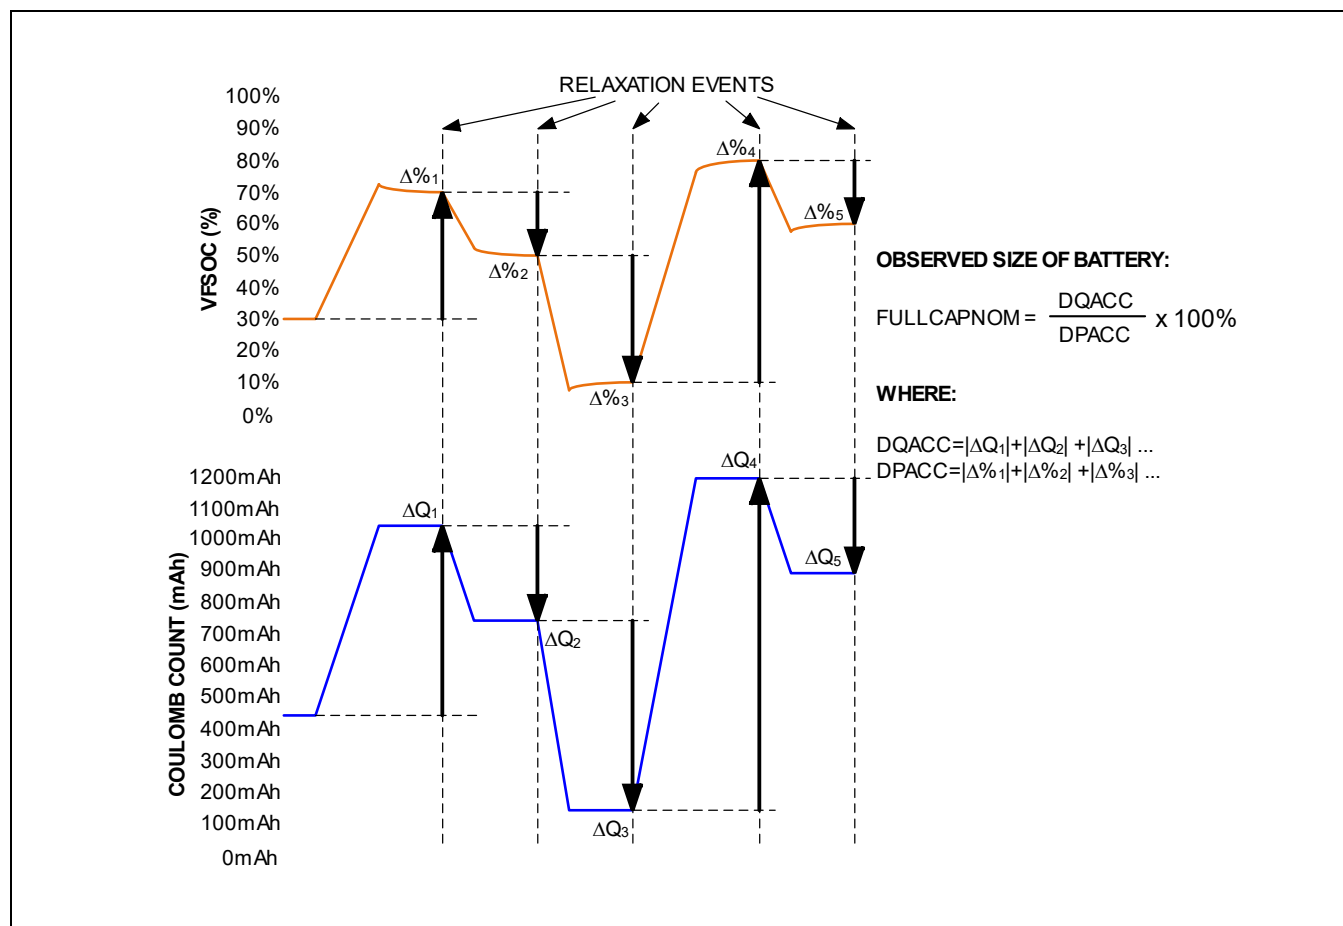 RELAXATION EVENTS
VFSOC (%)
100%
90%
80%
70%
60%
50%
40%
30%
20%
10%
0%
Δ%₁
Δ%₂
Δ%₃
Δ%₄
Δ%₅
OBSERVED SIZE OF BATTERY:
FULLCAPNOM = DQACC / DPACC x 100%
WHERE:
DQACC=|ΔQ₁|+|ΔQ₂| +|ΔQ₃| ...
DPACC=|Δ%₁|+|Δ%₂| +|Δ%₃| ...
COULOMB COUNT (mAh)
1200mAh
1100mAh
1000mAh
900mAh
800mAh
700mAh
600mAh
500mAh
400mAh
300mAh
200mAh
100mAh
0mAh
ΔQ₁
ΔQ₂
ΔQ₃
ΔQ₄
ΔQ₅